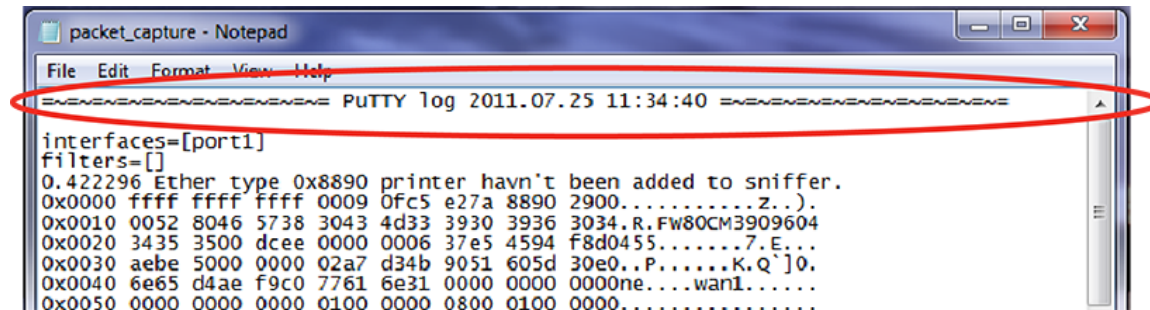 packet_capture - Notepad
File Edit Format View Help
=~=~=~=~=~=~=~=~=~=~=~= PuTTY log 2011.07.25 11:34:40 =~=~=~=~=~=~=~=~=~=~=~=
interfaces=[port1]
filters=[]
0.422296 Ether type 0x8890 printer havn't been added to sniffer.
0x0000 ffff ffff ffff 0009 0fc5 e27a 8890 2900...........z..).
0x0010 0052 8046 5738 3043 4d33 3930 3936 3034.R.FW80CM3909604
0x0020 3435 3500 dcee 0000 0006 37e5 4594 f8d0455.......7.E...
0x0030 aebe 5000 0000 02a7 d34b 9051 605d 30e0..P......K.Q`]0.
0x0040 6e65 d4ae f9c0 7761 6e31 0000 0000 0000ne....wan1......
0x0050 0000 0000 0000 0100 0000 0800 0100 0000................